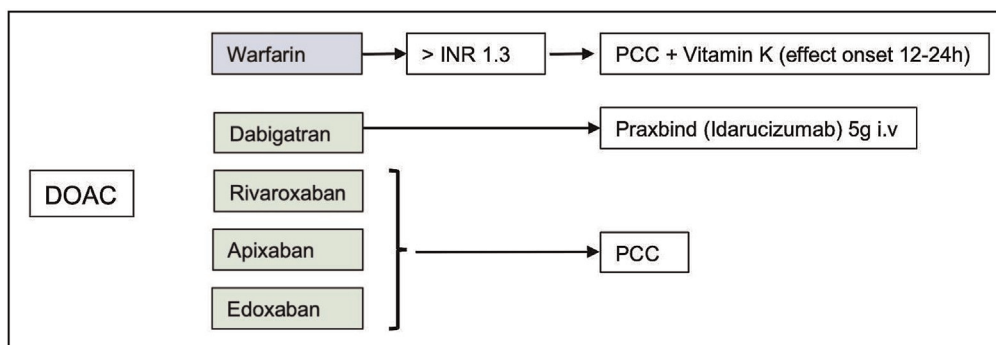 Warfarin
> INR 1.3
PCC + Vitamin K (effect onset 12-24h)
Dabigatran
Praxbind (Idarucizumab) 5g i.v
DOAC
Rivaroxaban
Apixaban
PCC
Edoxaban